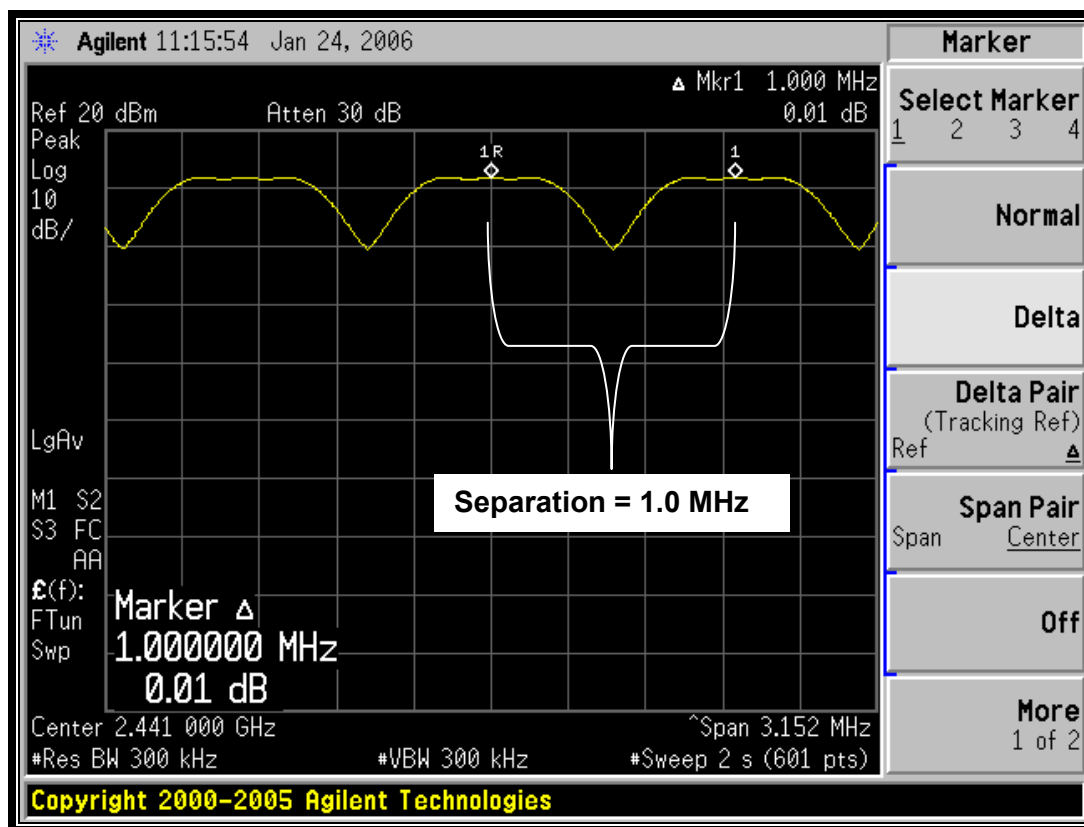 Agilent 11:15:54 Jan 24, 2006
Marker
Δ Mkr1 1.000 MHz
Ref 20 dBm Atten 30 dB 0.01 dB
Peak
Log
10
dB/
1R
1
LgAv
M1 S2
S3 FC
AA
£(f):
FTun
Swp
Separation = 1.0 MHz
Marker Δ
1.000000 MHz
0.01 dB
Center 2.441 000 GHz ^Span 3.152 MHz
#Res BW 300 kHz #VBW 300 kHz #Sweep 2 s (601 pts)
Select Marker
1 2 3 4
Normal
Delta
Delta Pair
(Tracking Ref)
Ref Δ
Span Pair
Span Center
Off
More
1 of 2
Copyright 2000-2005 Agilent Technologies